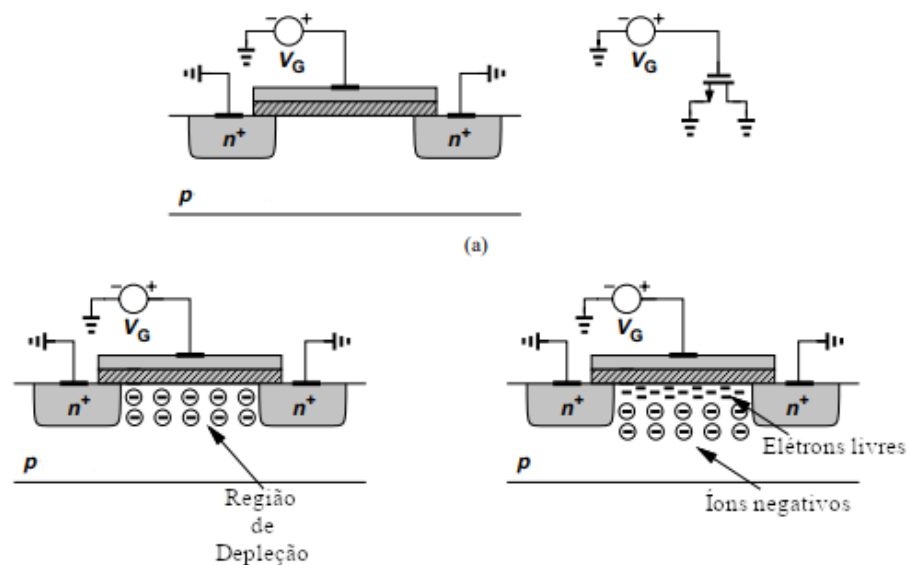 − +
V_G
n⁺
n⁺
p
− +
V_G
(a)
− +
V_G
n⁺
n⁺
p
Região
de
Depleção
− +
V_G
n⁺
n⁺
p
Elétrons livres
Íons negativos